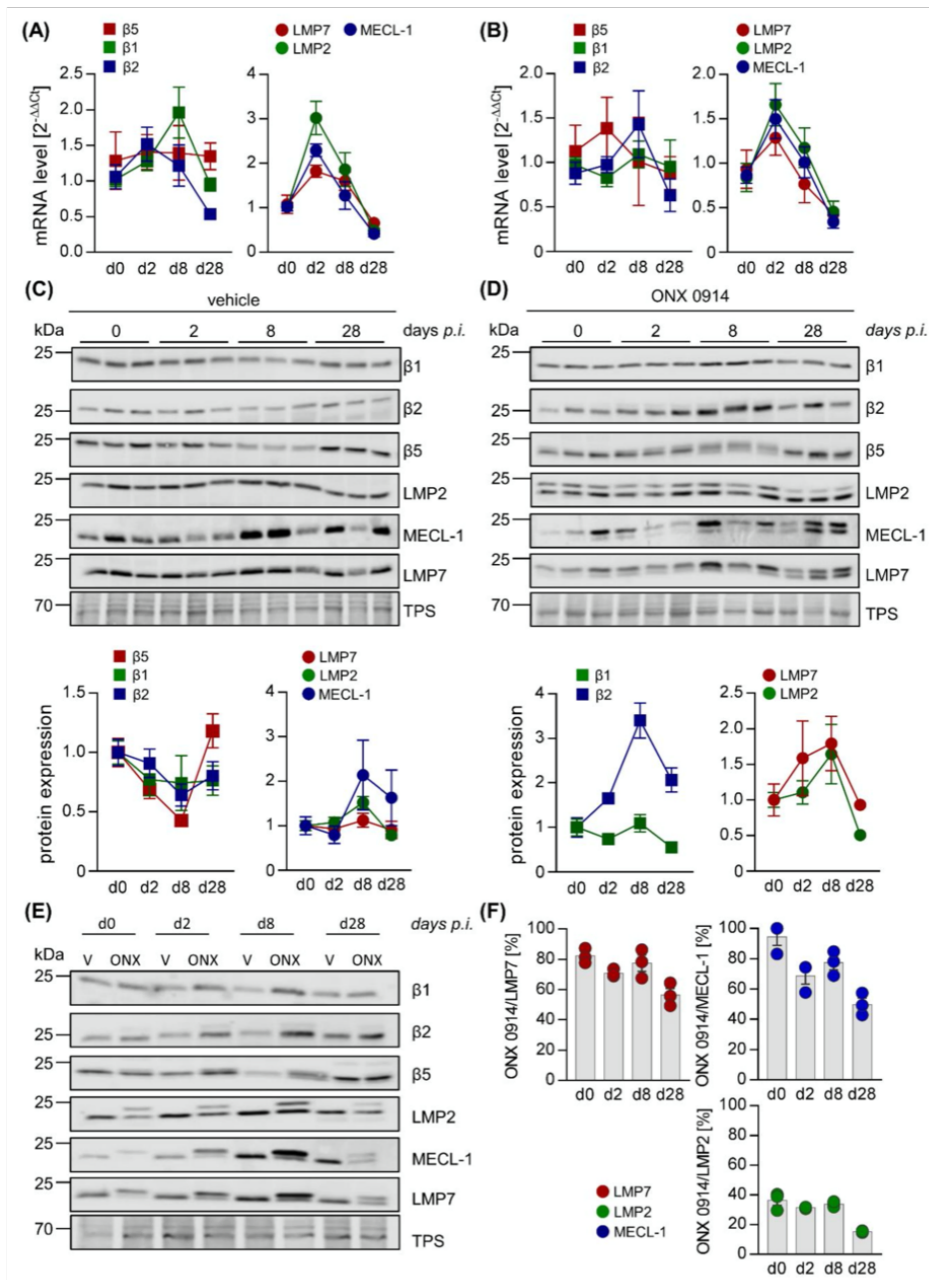 (A)
β5
β1
β2
LMP7
MECL-1
LMP2
mRNA level [2-ΔΔCt]
2.5
2.0
1.5
1.0
0.5
0.0
d0 d2 d8 d28
4
3
2
1
0
d0 d2 d8 d28
(B)
β5
β1
β2
LMP7
LMP2
MECL-1
mRNA level [2-ΔΔCt]
2.0
1.5
1.0
0.5
0.0
d0 d2 d8 d28
2.0
1.5
1.0
0.5
0.0
d0 d2 d8 d28
(C)
vehicle
kDa 0 2 8 28 days p.i.
25 β1
25 β2
25 β5
25 LMP2
25 MECL-1
25 LMP7
70 TPS
β5
β1
β2
LMP7
LMP2
MECL-1
protein expression
1.5
1.0
0.5
0
d0 d2 d8 d28
4
3
2
1
0
d0 d2 d8 d28
(D)
ONX 0914
kDa 0 2 8 28 days p.i.
25 β1
25 β2
25 β5
25 LMP2
25 MECL-1
25 LMP7
70 TPS
β1
β2
LMP7
LMP2
protein expression
4
3
2
1
0
d0 d2 d8 d28
2.5
2.0
1.5
1.0
0.5
0
d0 d2 d8 d28
(E)
d0 d2 d8 d28 days p.i.
kDa V ONX V ONX V ONX V ONX
25 β1
25 β2
25 β5
25 LMP2
25 MECL-1
25 LMP7
70 TPS
(F)
ONX 0914/LMP7 [%]
100
80
60
40
20
0
d0 d2 d8 d28
ONX 0914/MECL-1 [%]
100
80
60
40
20
0
d0 d2 d8 d28
LMP7
LMP2
MECL-1
ONX 0914/LMP2 [%]
100
80
60
40
20
0
d0 d2 d8 d28